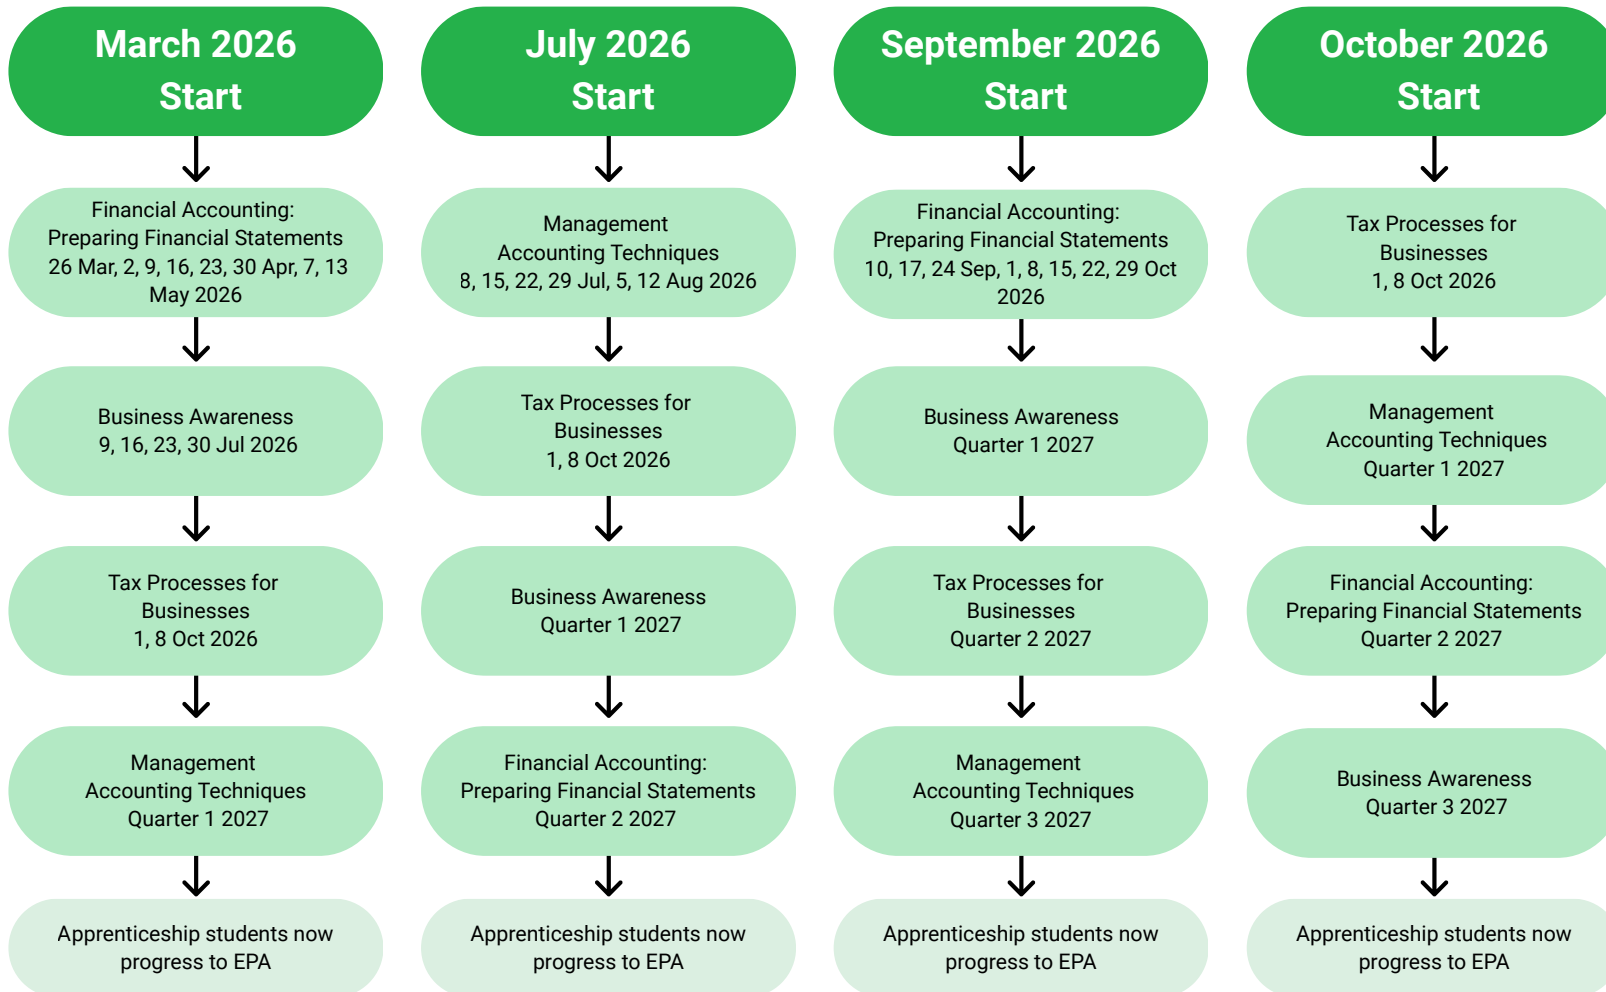 March 2026
Start
Financial Accounting:
Preparing Financial Statements
26 Mar, 2, 9, 16, 23, 30 Apr, 7, 13
May 2026
Business Awareness
9, 16, 23, 30 Jul 2026
Tax Processes for
Businesses
1, 8 Oct 2026
Management
Accounting Techniques
Quarter 1 2027
Apprenticeship students now
progress to EPA
July 2026
Start
Management
Accounting Techniques
8, 15, 22, 29 Jul, 5, 12 Aug 2026
Tax Processes for
Businesses
1, 8 Oct 2026
Business Awareness
Quarter 1 2027
Financial Accounting:
Preparing Financial Statements
Quarter 2 2027
Apprenticeship students now
progress to EPA
September 2026
Start
Financial Accounting:
Preparing Financial Statements
10, 17, 24 Sep, 1, 8, 15, 22, 29 Oct
2026
Business Awareness
Quarter 1 2027
Tax Processes for
Businesses
Quarter 2 2027
Management
Accounting Techniques
Quarter 3 2027
Apprenticeship students now
progress to EPA
October 2026
Start
Tax Processes for
Businesses
1, 8 Oct 2026
Management
Accounting Techniques
Quarter 1 2027
Financial Accounting:
Preparing Financial Statements
Quarter 2 2027
Business Awareness
Quarter 3 2027
Apprenticeship students now
progress to EPA